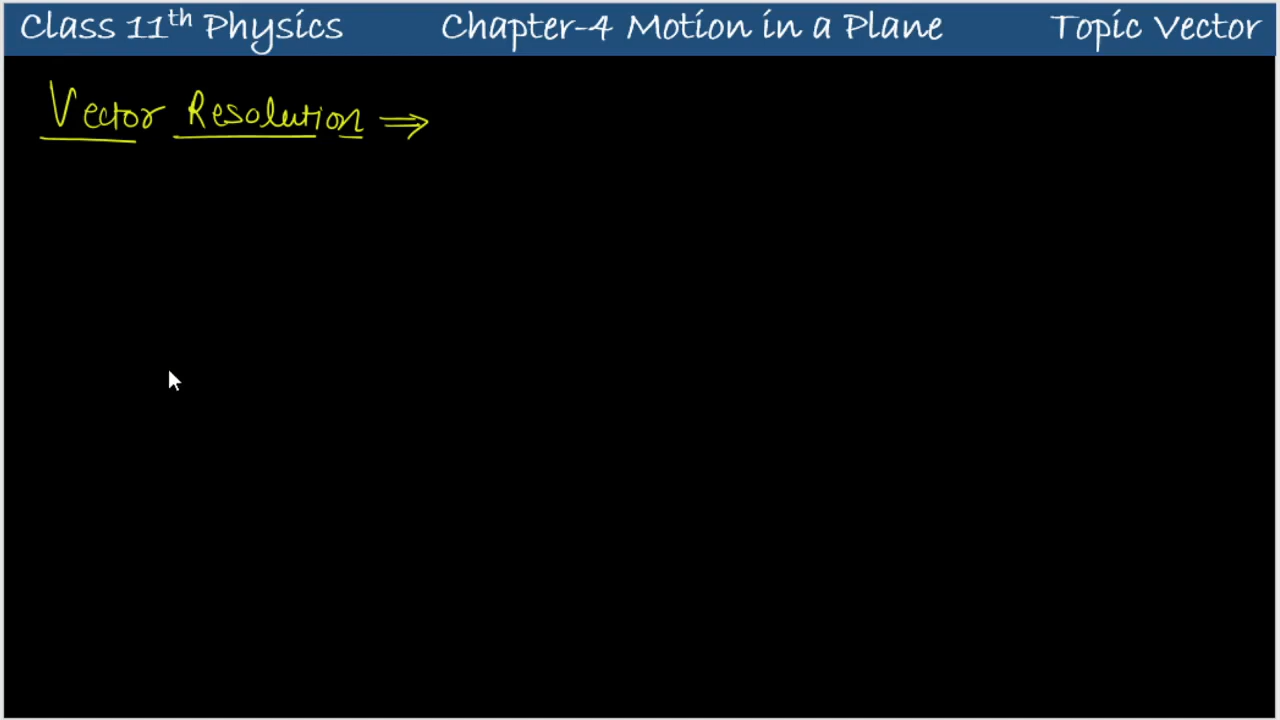 Class 11th Physics Chapter-4 Motion in a Plane Topic Vector
Vector Resolution ⇒